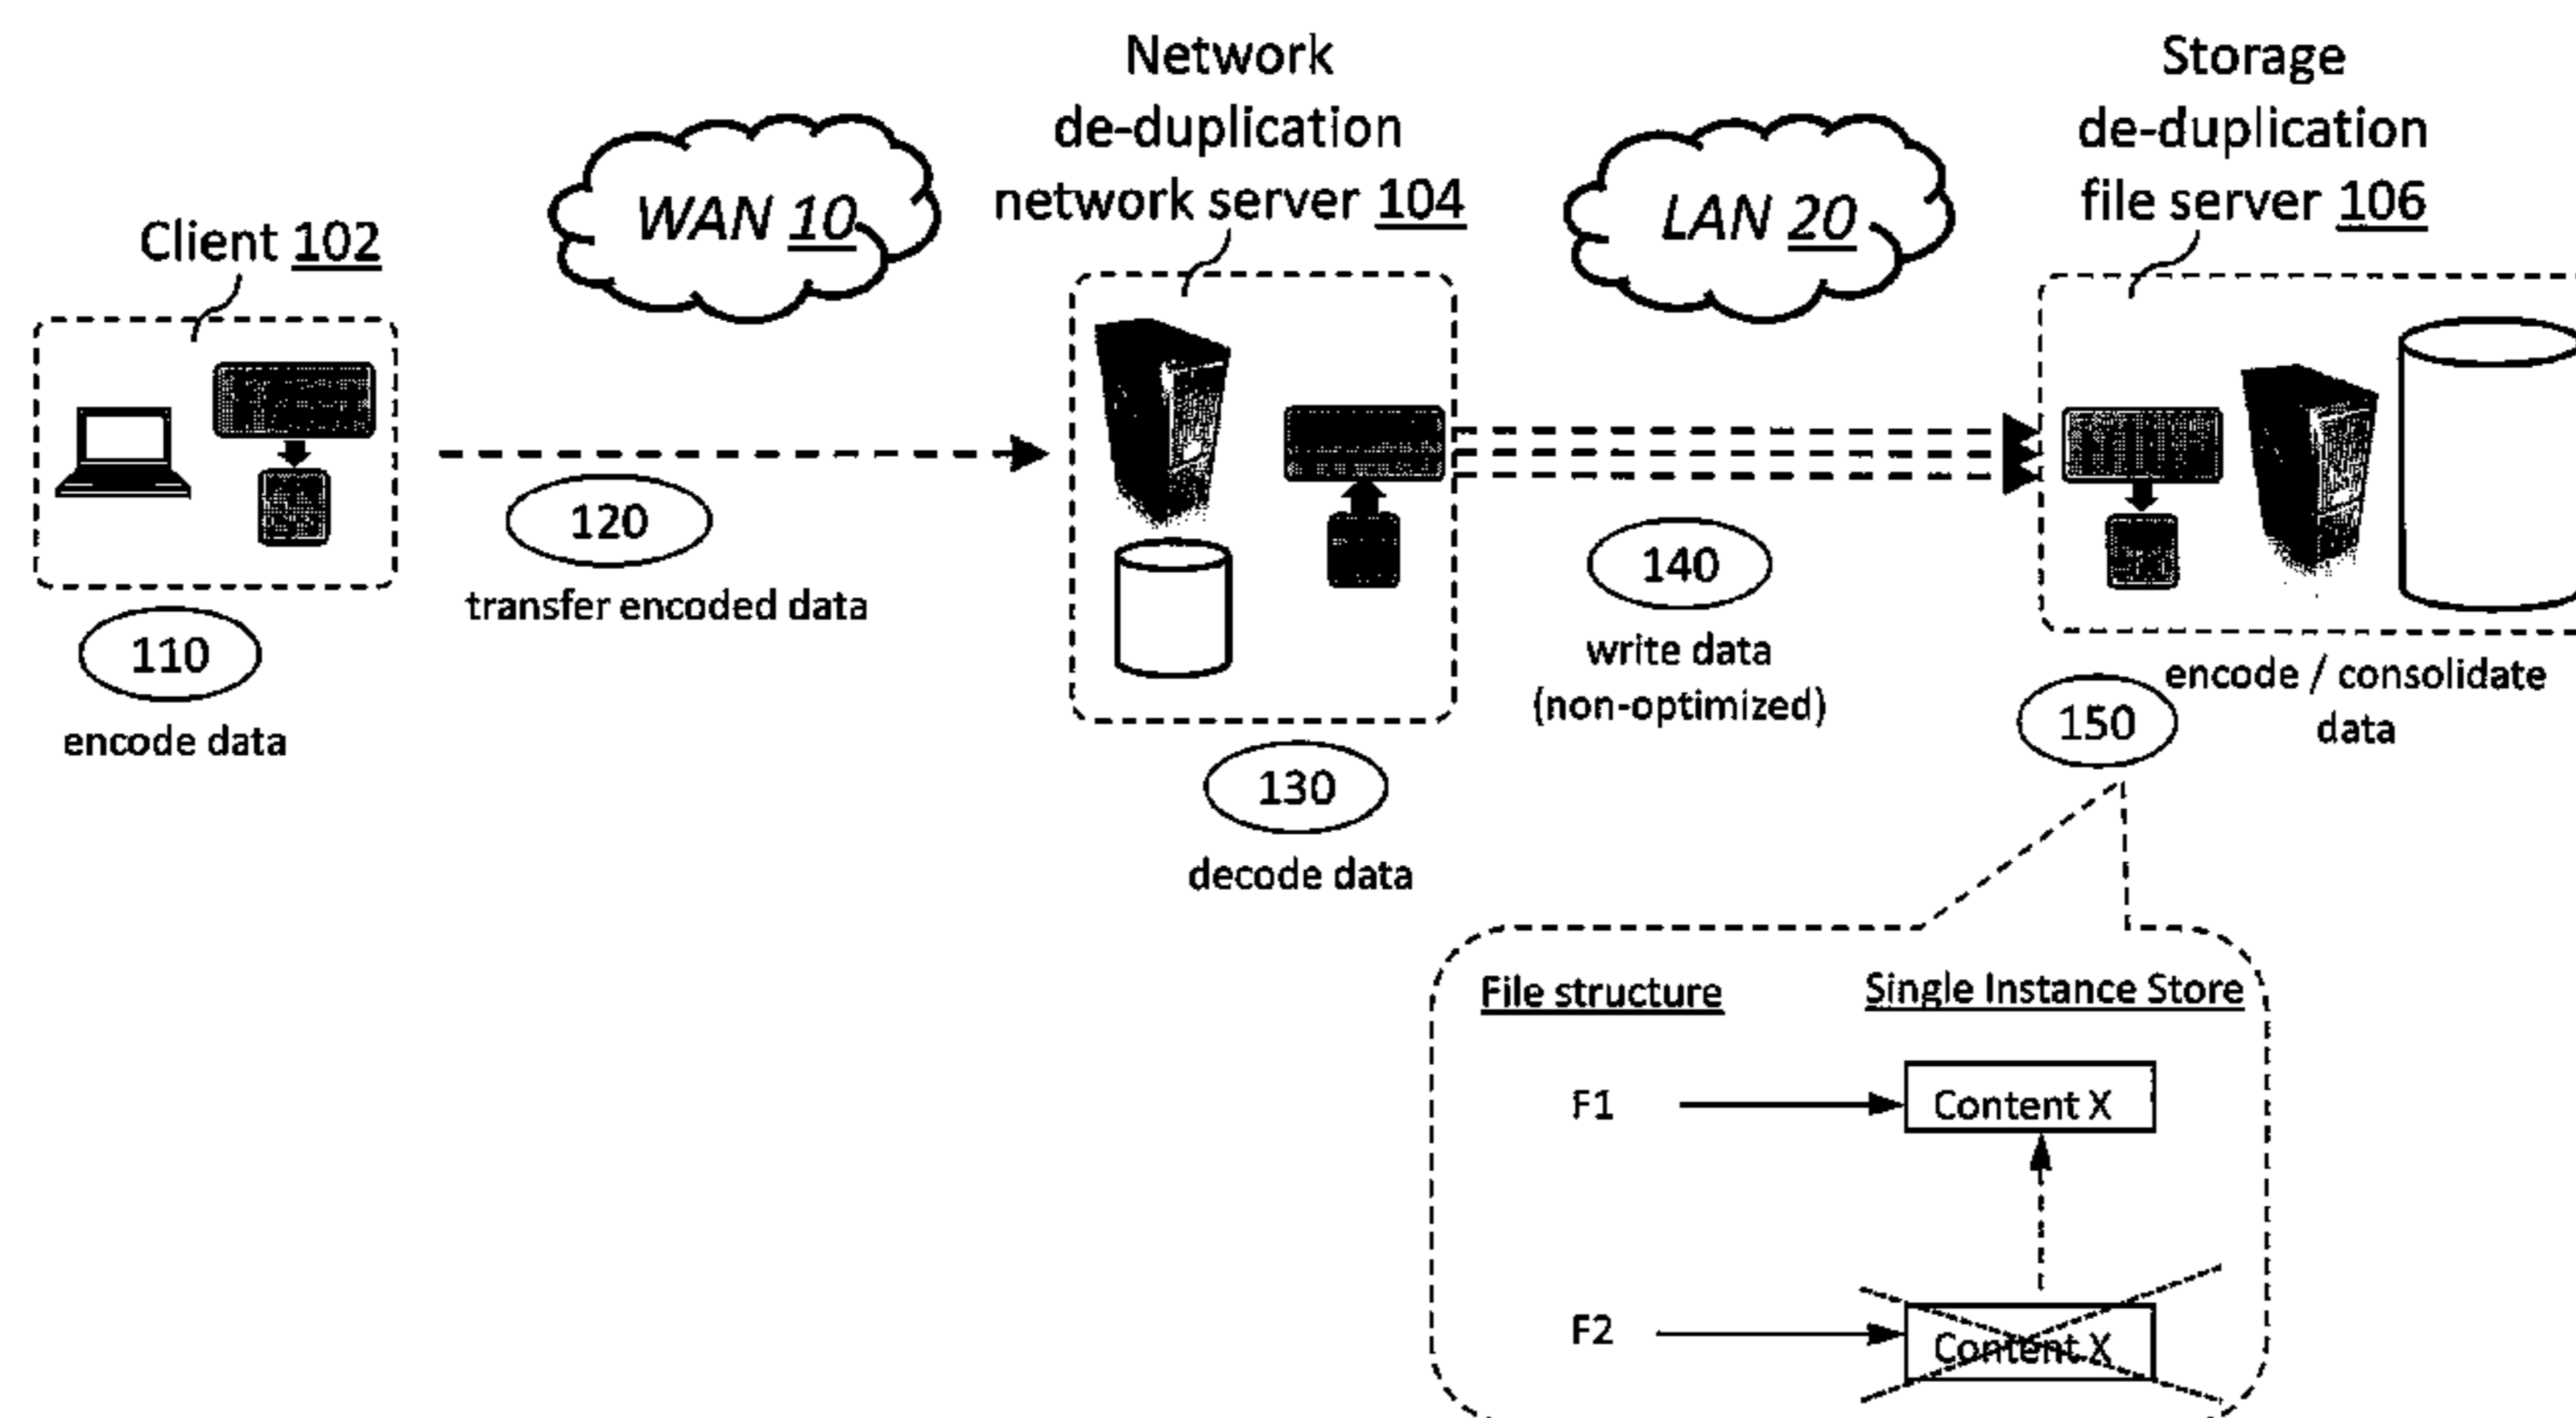 Client 102
WAN 10
Network
de-duplication
network server 104
LAN 20
Storage
de-duplication
file server 106
110
encode data
120
transfer encoded data
130
decode data
140
write data
(non-optimized)
150
encode / consolidate
data
File structure
Single Instance Store
F1
Content X
F2
Content X